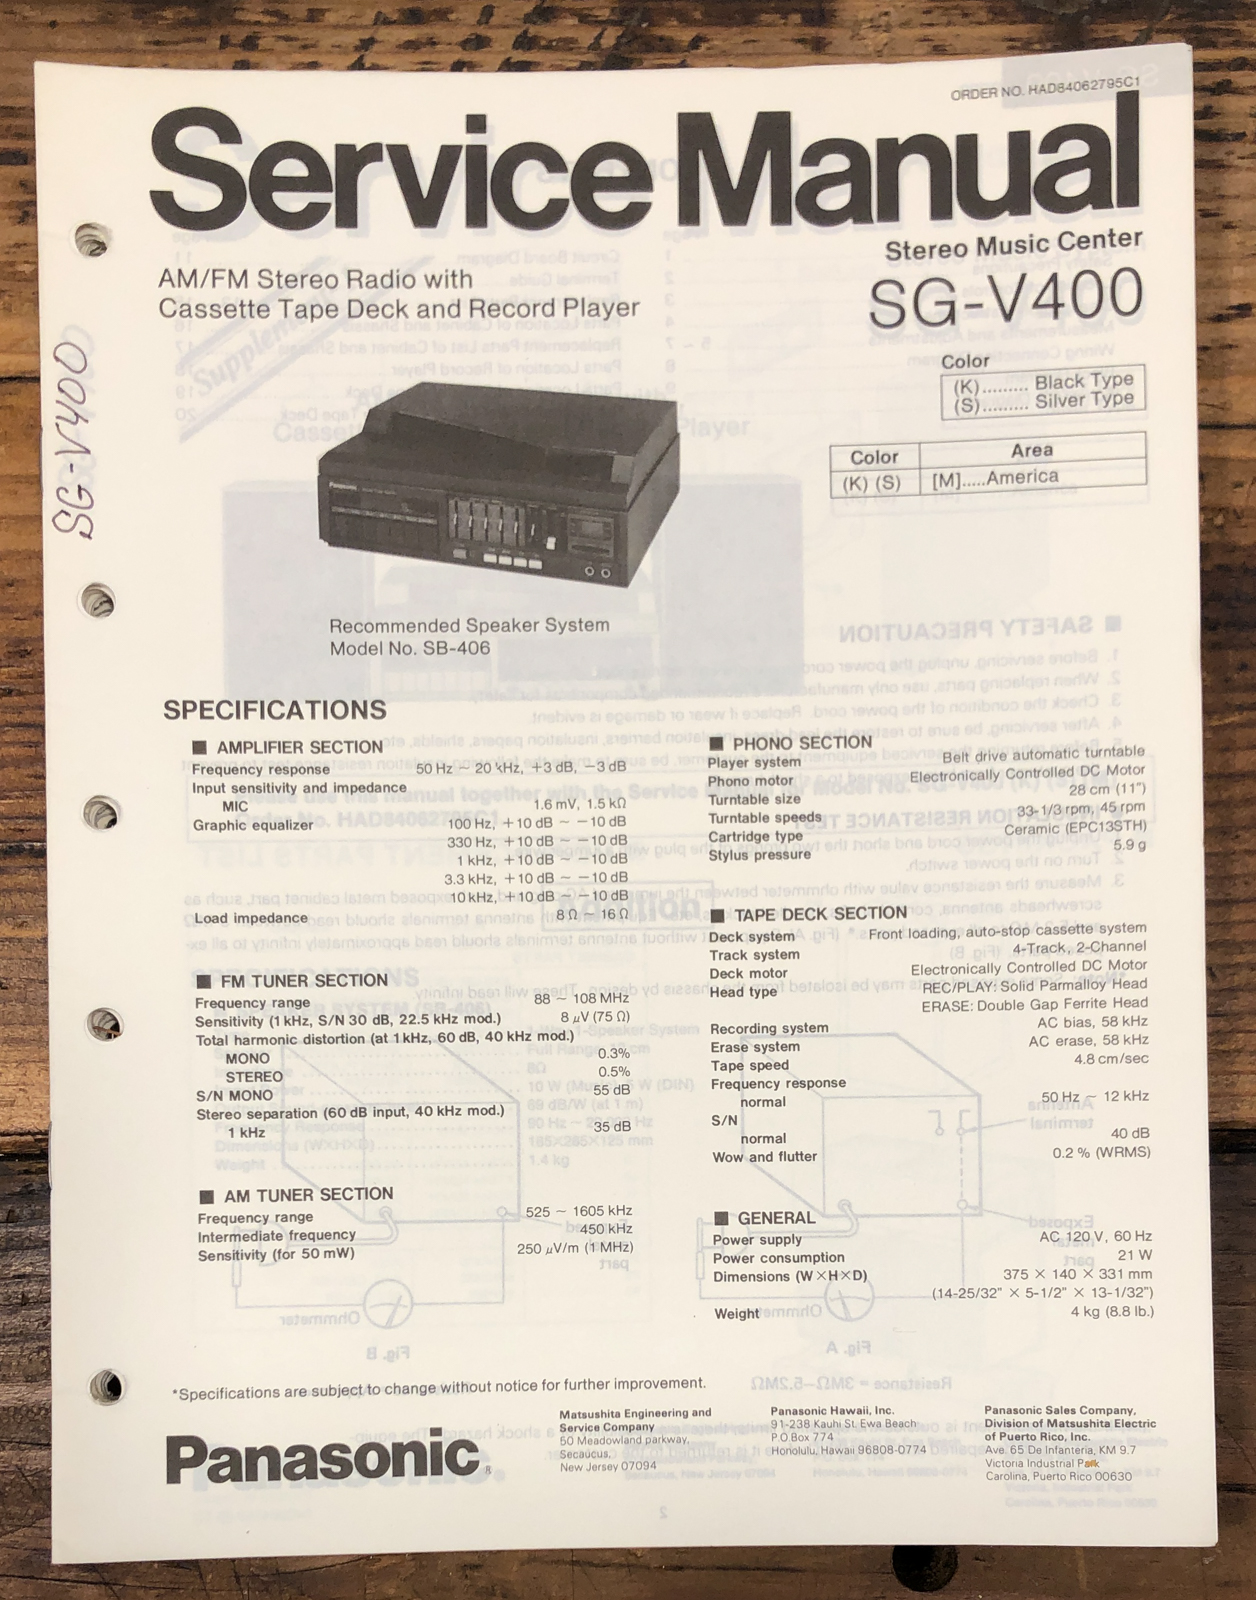 ORDER NO. HAD84062795C1
Service Manual
Stereo Music Center
SG-V400
AM/FM Stereo Radio with
Cassette Tape Deck and Record Player
Color
(K)......... Black Type
(S)......... Silver Type
Color Area
(K) (S) [M].....America
SG-V400
Panasonic
Recommended Speaker System
Model No. SB-406
SPECIFICATIONS
■ AMPLIFIER SECTION
Frequency response 50 Hz ~ 20 kHz, +3 dB, −3 dB
Input sensitivity and impedance
MIC 1.6 mV, 1.5 kΩ
Graphic equalizer 100 Hz, +10 dB ~ −10 dB
330 Hz, +10 dB ~ −10 dB
1 kHz, +10 dB ~ −10 dB
3.3 kHz, +10 dB ~ −10 dB
10 kHz, +10 dB ~ −10 dB
Load impedance 8 Ω ~ 16 Ω
■ FM TUNER SECTION
Frequency range 88 ~ 108 MHz
Sensitivity (1 kHz, S/N 30 dB, 22.5 kHz mod.) 8 μV (75 Ω)
Total harmonic distortion (at 1 kHz, 60 dB, 40 kHz mod.)
MONO 0.3%
STEREO 0.5%
S/N MONO 55 dB
Stereo separation (60 dB input, 40 kHz mod.)
1 kHz 35 dB
■ AM TUNER SECTION
Frequency range 525 ~ 1605 kHz
Intermediate frequency 450 kHz
Sensitivity (for 50 mW) 250 μV/m (1 MHz)
■ PHONO SECTION
Player system Belt drive automatic turntable
Phono motor Electronically Controlled DC Motor
Turntable size 28 cm (11")
Turntable speeds 33-1/3 rpm, 45 rpm
Cartridge type Ceramic (EPC13STH)
Stylus pressure 5.9 g
■ TAPE DECK SECTION
Deck system Front loading, auto-stop cassette system
Track system 4-Track, 2-Channel
Deck motor Electronically Controlled DC Motor
Head type REC/PLAY: Solid Parmalloy Head
ERASE: Double Gap Ferrite Head
Recording system AC bias, 58 kHz
Erase system AC erase, 58 kHz
Tape speed 4.8 cm/sec
Frequency response
normal 50 Hz ~ 12 kHz
S/N
normal 40 dB
Wow and flutter 0.2 % (WRMS)
■ GENERAL
Power supply AC 120 V, 60 Hz
Power consumption 21 W
Dimensions (W×H×D) 375 × 140 × 331 mm
(14-25/32" × 5-1/2" × 13-1/32")
Weight 4 kg (8.8 lb.)
*Specifications are subject to change without notice for further improvement.
Panasonic®
Matsushita Engineering and
Service Company
50 Meadowland parkway,
Secaucus,
New Jersey 07094
Panasonic Hawaii, Inc.
91-238 Kauhi St. Ewa Beach
P.O Box 774
Honolulu, Hawaii 96808-0774
Panasonic Sales Company,
Division of Matsushita Electric
of Puerto Rico, Inc.
Ave. 65 De Infanteria, KM 9.7
Victoria Industrial Park
Carolina, Puerto Rico 00630